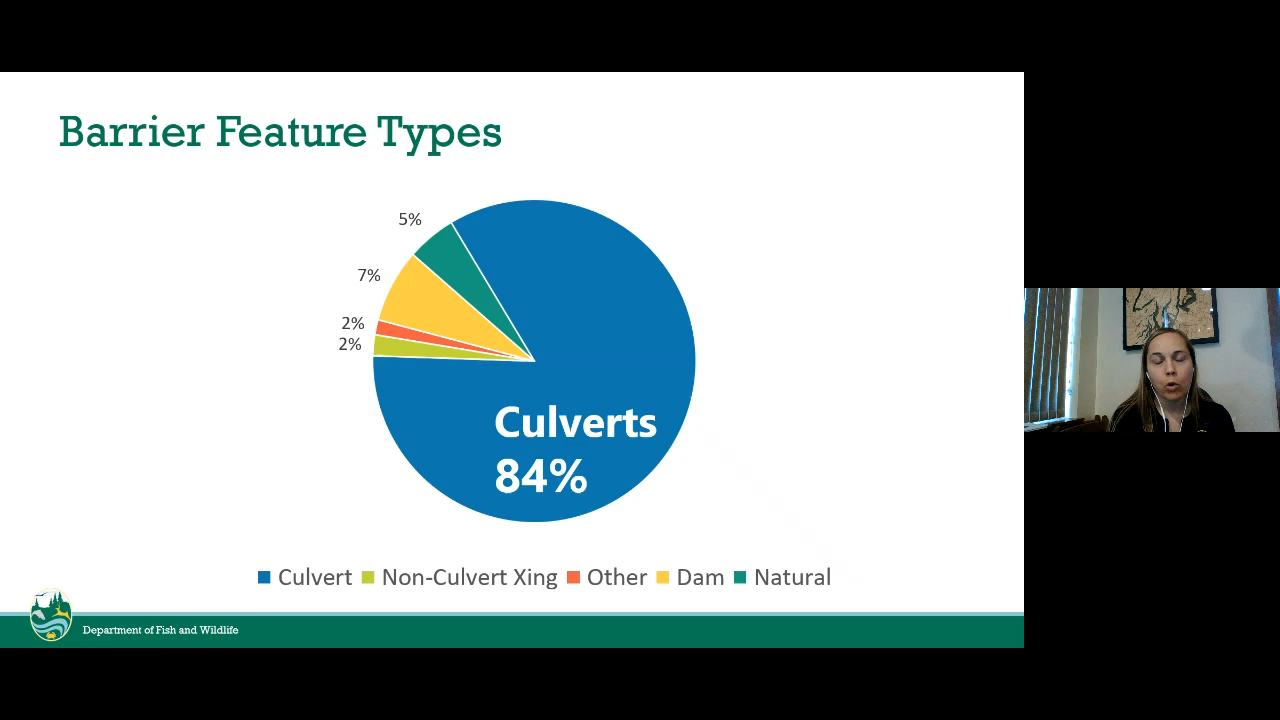 Barrier Feature Types
5%
7%
2%
2%
Culverts
84%
Culvert Non-Culvert Xing Other Dam Natural
Department of Fish and Wildlife